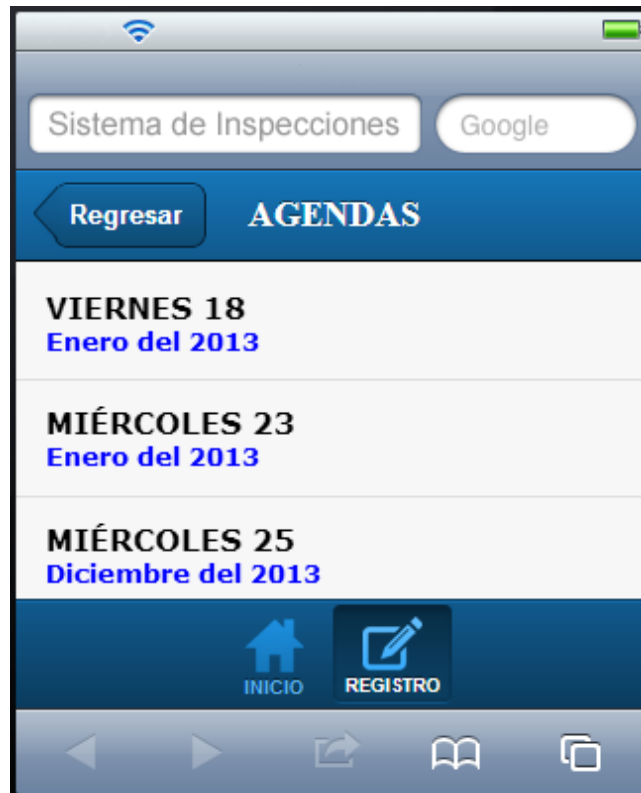 Sistema de Inspecciones
Google
Regresar
AGENDAS
VIERNES 18
Enero del 2013
MIÉRCOLES 23
Enero del 2013
MIÉRCOLES 25
Diciembre del 2013
INICIO
REGISTRO